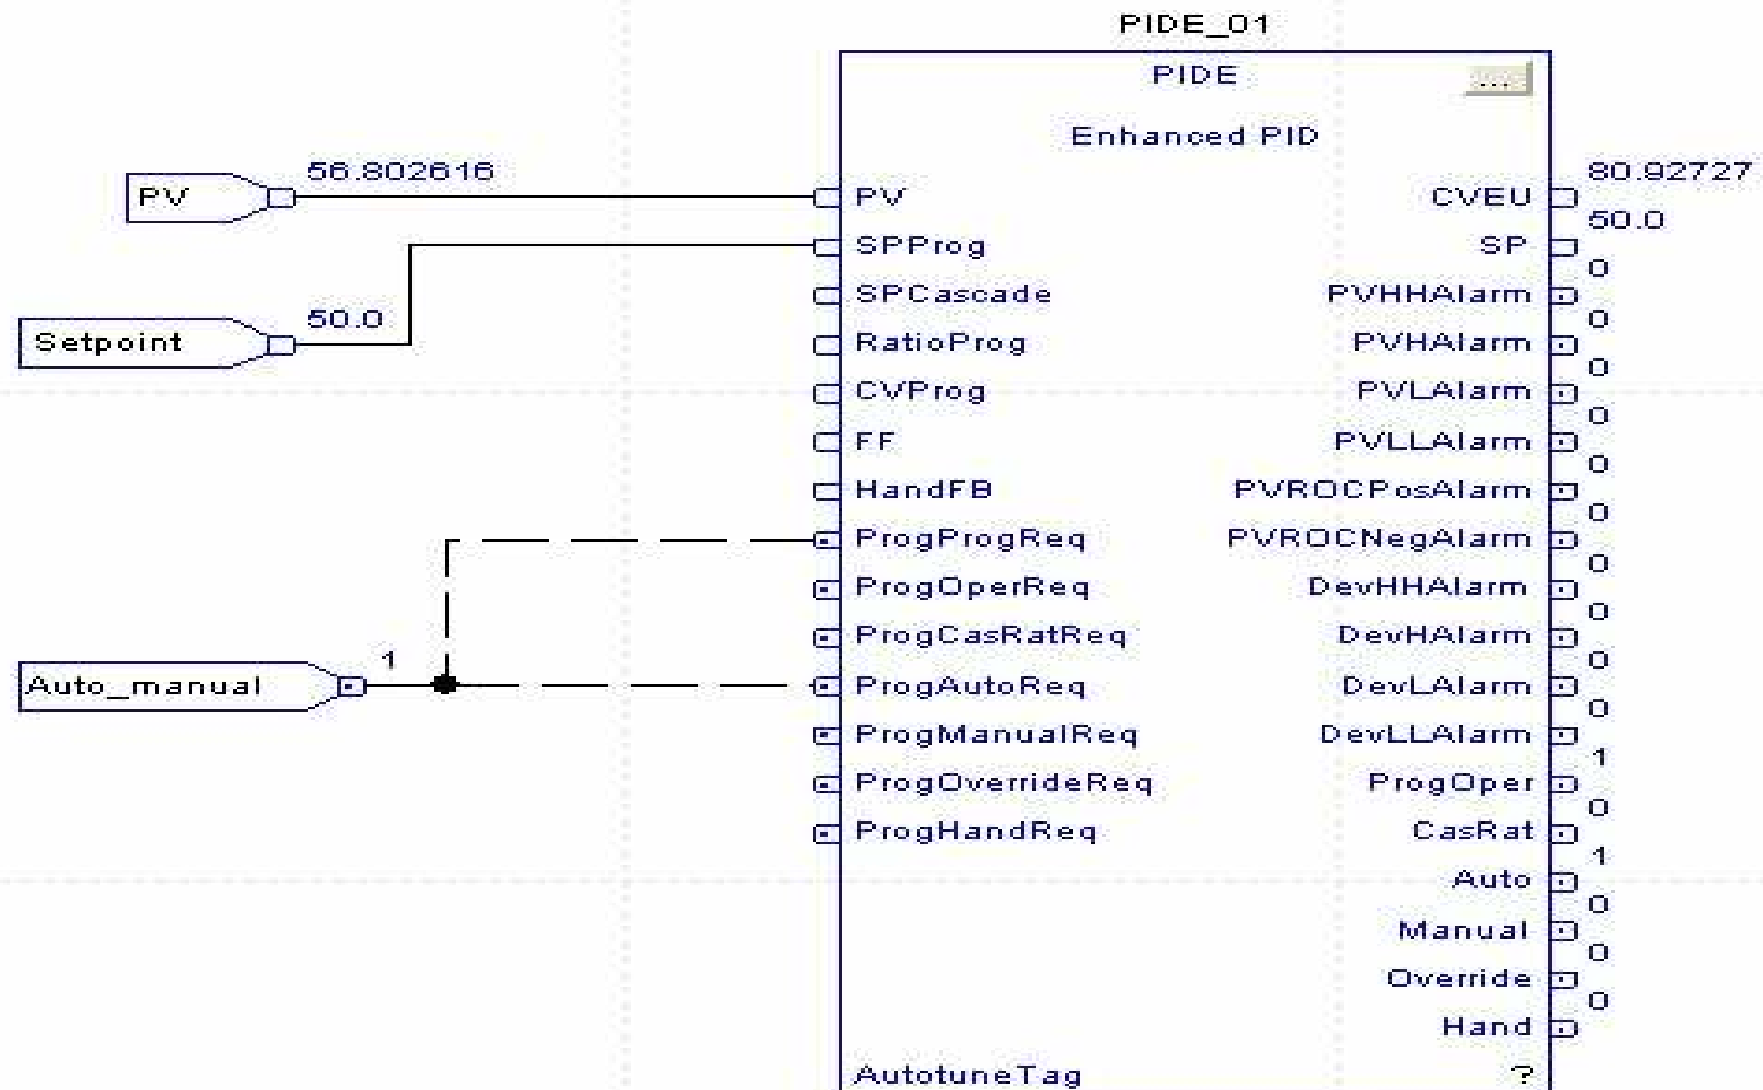 PIDE_01
PIDE ...
Enhanced PID
56.802616 80.92727
PV PV CVEU
50.0
SPProg SP
0
SPCascade PVHHAlarm
50.0 0
Setpoint RatioProg PVHAlarm
0
CVProg PVLAlarm
0
FF PVLLAlarm
0
HandFB PVROCPosAlarm
0
ProgProgReq PVROCNegAlarm
0
ProgOperReq DevHHAlarm
0
ProgCasRatReq DevHAlarm
1 0
Auto_manual ProgAutoReq DevLAlarm
0
ProgManualReq DevLLAlarm
1
ProgOverrideReq ProgOper
0
ProgHandReq CasRat
1
Auto
0
Manual
0
Override
0
Hand
AutotuneTag ?